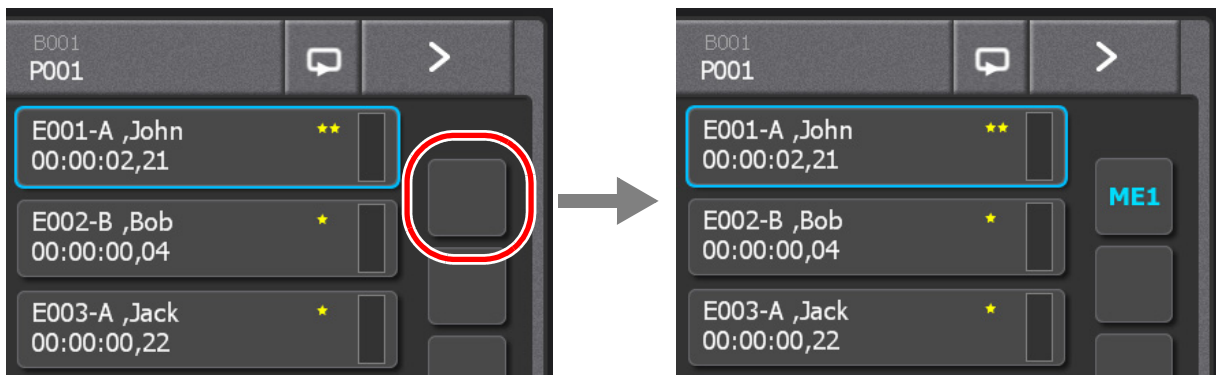 B001
P001
E001-A ,John
00:00:02,21
E002-B ,Bob
00:00:00,04
E003-A ,Jack
00:00:00,22
B001
P001
E001-A ,John
00:00:02,21
ME1
E002-B ,Bob
00:00:00,04
E003-A ,Jack
00:00:00,22